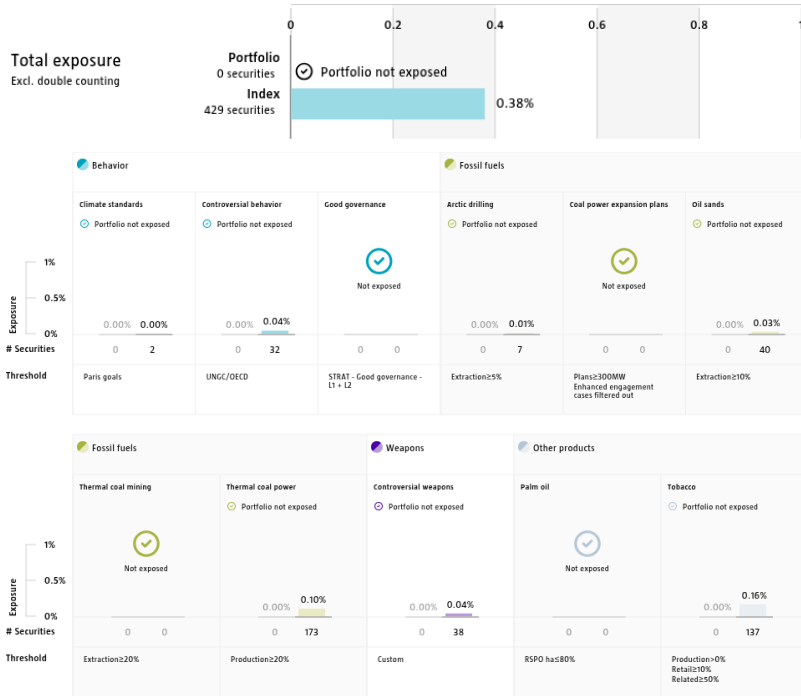 0 0.2 0.4 0.6 0.8 1
Total exposure
Excl. double counting
Portfolio
0 securities
Portfolio not exposed
Index
429 securities
0.38%
Behavior
Fossil fuels
Climate standards
Controversial behavior
Good governance
Arctic drilling
Coal power expansion plans
Oil sands
Portfolio not exposed
Portfolio not exposed
Portfolio not exposed
Portfolio not exposed
Not exposed
Not exposed
Exposure
1%
0.5%
0%
0.00% 0.00%
0.00% 0.04%
0.00% 0.01%
0.00% 0.03%
# Securities
0 2
0 32
0 0
0 7
0 0
0 40
Threshold
Paris goals
UNGC/OECD
STRAT - Good governance -
L1 + L2
Extraction≥5%
Plans≥300MW
Enhanced engagement
cases filtered out
Extraction≥10%
Fossil fuels
Weapons
Other products
Thermal coal mining
Thermal coal power
Controversial weapons
Palm oil
Tobacco
Portfolio not exposed
Portfolio not exposed
Portfolio not exposed
Not exposed
Not exposed
Exposure
1%
0.5%
0%
0.00% 0.10%
0.00% 0.04%
0.00% 0.16%
# Securities
0 0
0 173
0 38
0 0
0 137
Threshold
Extraction≥20%
Production≥20%
Custom
RSPO ha≤80%
Production>0%
Retail≥10%
Related≥50%